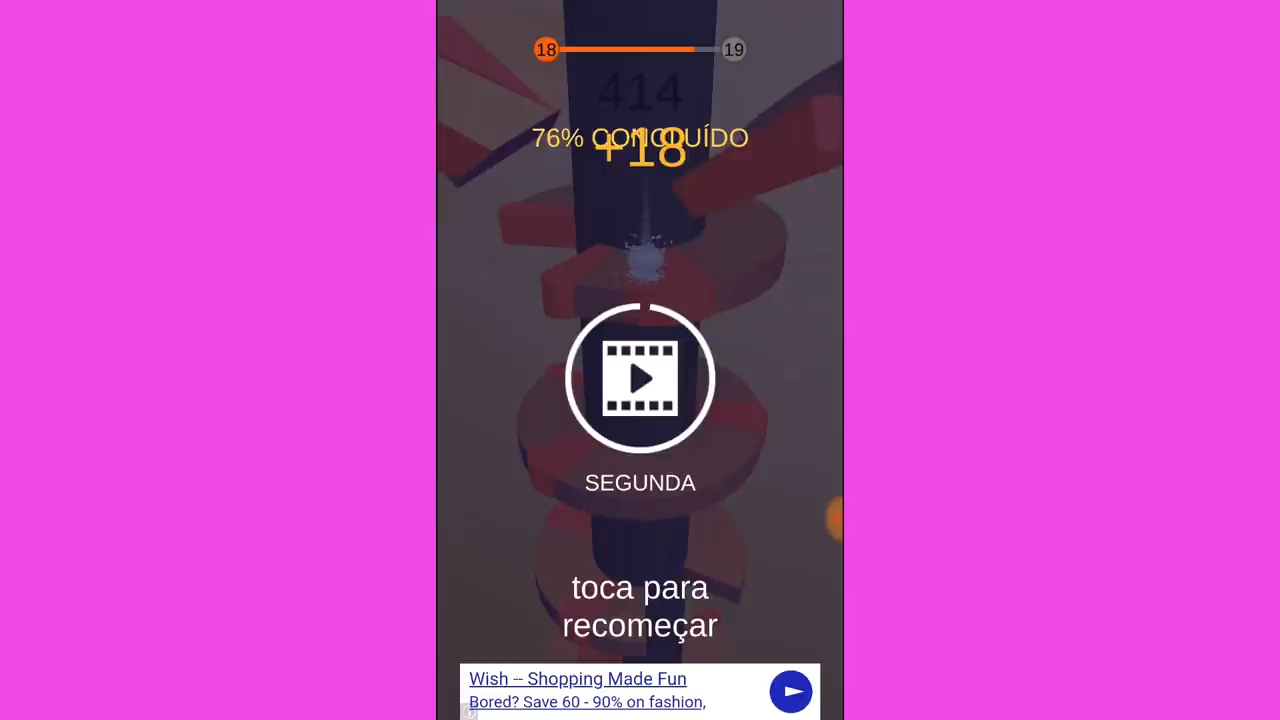 18
19
414
76% CONCLUÍDO
+18
SEGUNDA
toca para
recomeçar
Wish -- Shopping Made Fun
Bored? Save 60 - 90% on fashion,